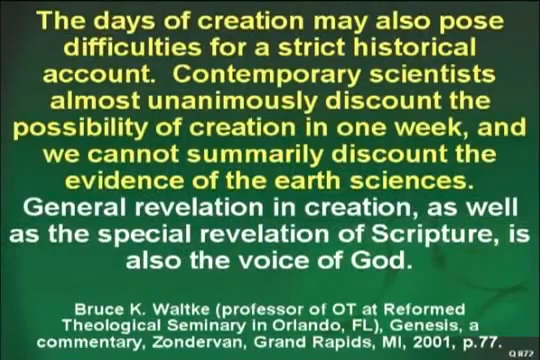 The days of creation may also pose
difficulties for a strict historical
account. Contemporary scientists
almost unanimously discount the
possibility of creation in one week, and
we cannot summarily discount the
evidence of the earth sciences.
General revelation in creation, as well
as the special revelation of Scripture, is
also the voice of God.
Bruce K. Waltke (professor of OT at Reformed
Theological Seminary in Orlando, FL), Genesis, a
commentary, Zondervan, Grand Rapids, MI, 2001, p.77.
Q 872